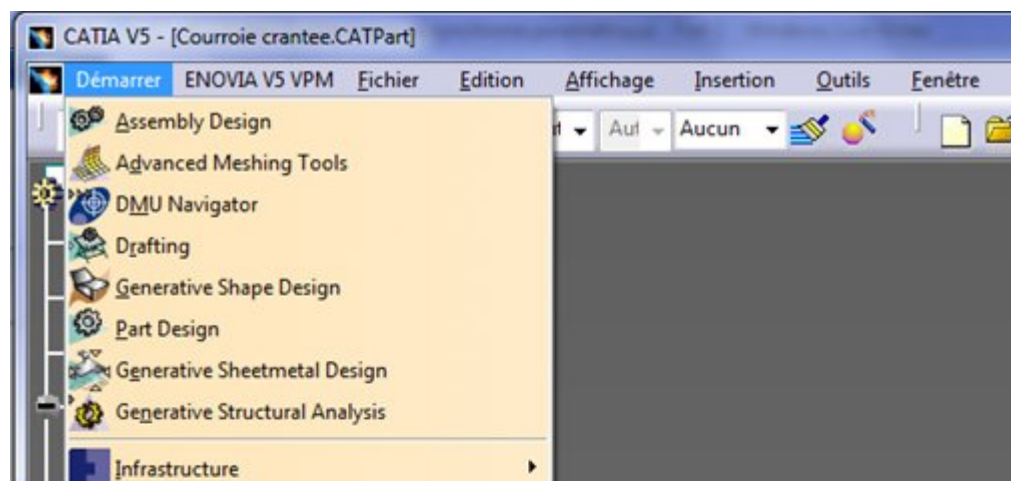 CATIA V5 - [Courroie crantee.CATPart]
Démarrer ENOVIA V5 VPM Fichier Edition Affichage Insertion Outils Fenêtre
Aut Aucun
Assembly Design
Advanced Meshing Tools
DMU Navigator
Drafting
Generative Shape Design
Part Design
Generative Sheetmetal Design
Generative Structural Analysis
Infrastructure